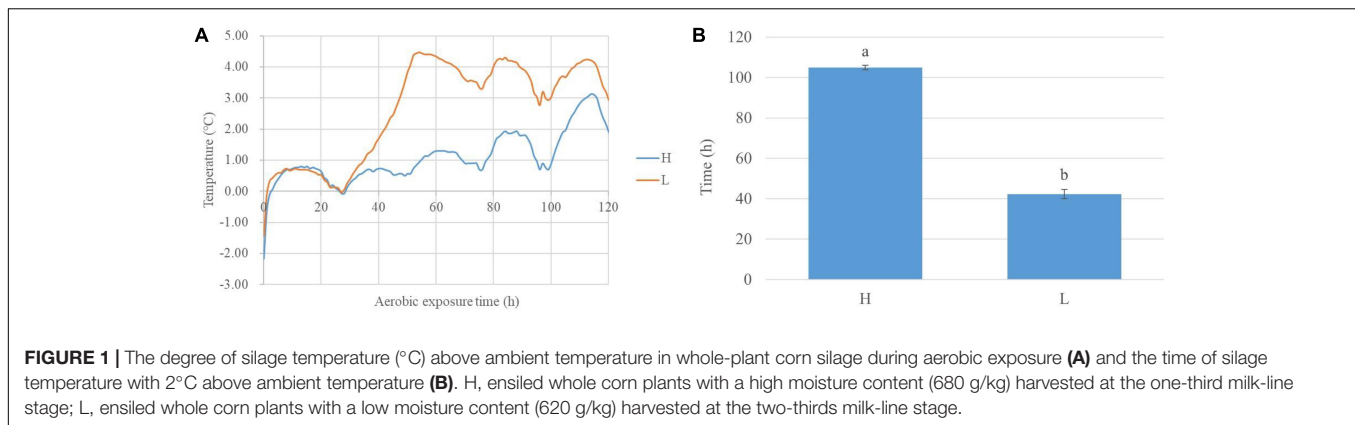 A
5.00
4.00
3.00
2.00
1.00
0.00
-1.00
-2.00
-3.00
Temperature (℃)
0 20 40 60 80 100 120
Aerobic exposure time (h)
H
L
B
120
100
80
60
40
20
0
Time (h)
a
b
H L
FIGURE 1 | The degree of silage temperature (°C) above ambient temperature in whole-plant corn silage during aerobic exposure (A) and the time of silage
temperature with 2°C above ambient temperature (B). H, ensiled whole corn plants with a high moisture content (680 g/kg) harvested at the one-third milk-line
stage; L, ensiled whole corn plants with a low moisture content (620 g/kg) harvested at the two-thirds milk-line stage.